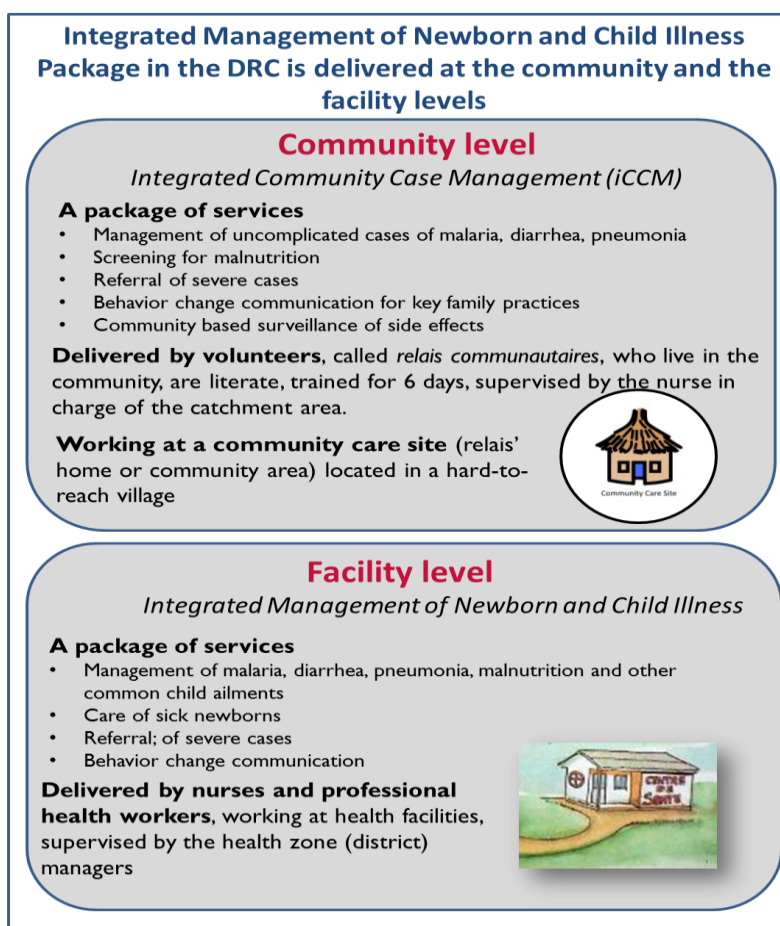 Integrated Management of Newborn and Child Illness
Package in the DRC is delivered at the community and the
facility levels
Community level
Integrated Community Case Management (iCCM)
A package of services
• Management of uncomplicated cases of malaria, diarrhea, pneumonia
• Screening for malnutrition
• Referral of severe cases
• Behavior change communication for key family practices
• Community based surveillance of side effects
Delivered by volunteers, called relais communautaires, who live in the
community, are literate, trained for 6 days, supervised by the nurse in
charge of the catchment area.
Working at a community care site (relais'
home or community area) located in a hard-to-
reach village
Community Care Site
Facility level
Integrated Management of Newborn and Child Illness
A package of services
• Management of malaria, diarrhea, pneumonia, malnutrition and other
common child ailments
• Care of sick newborns
• Referral; of severe cases
• Behavior change communication
Delivered by nurses and professional
health workers, working at health facilities,
supervised by the health zone (district)
managers
CENTRE
DE
SANTE